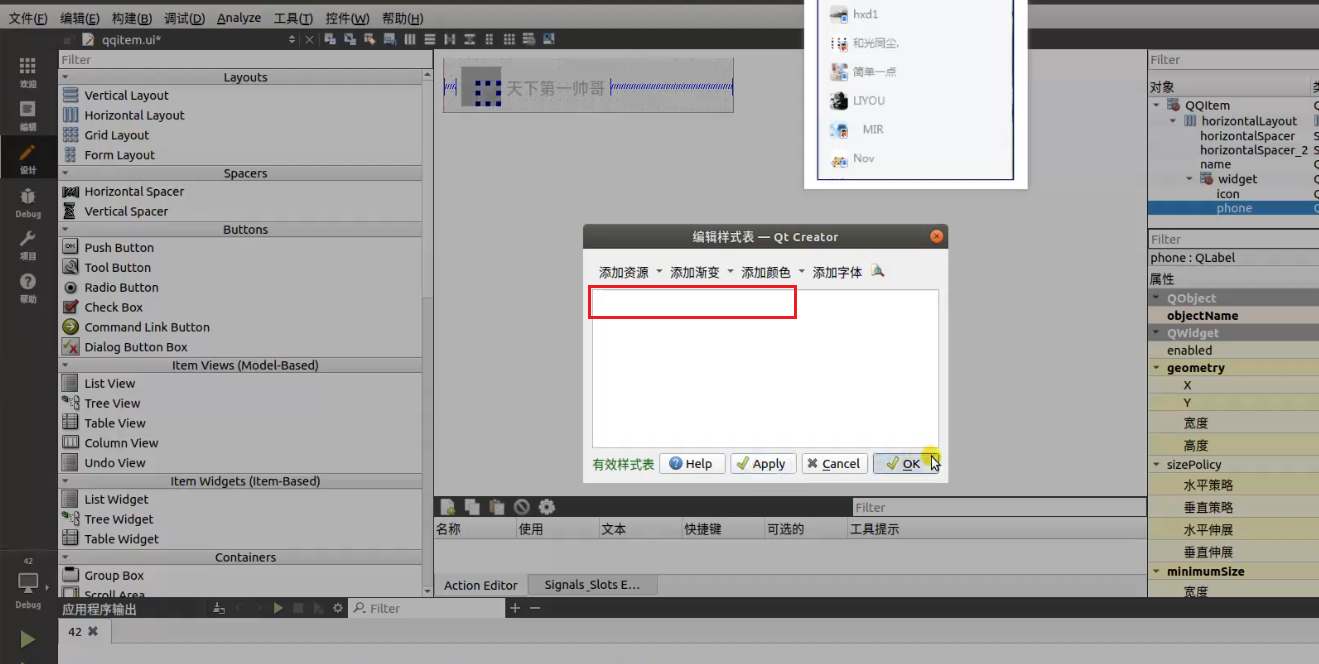 文件(F) 编辑(E) 构建(B) 调试(D) Analyze 工具(T) 控件(W) 帮助(H)
qqitem.ui*
Filter
Layouts
Vertical Layout
Horizontal Layout
Grid Layout
Form Layout
Spacers
Horizontal Spacer
Vertical Spacer
Buttons
Push Button
Tool Button
Radio Button
Check Box
Command Link Button
Dialog Button Box
Item Views (Model-Based)
List View
Tree View
Table View
Column View
Undo View
Item Widgets (Item-Based)
List Widget
Tree Widget
Table Widget
Containers
Group Box
Scroll Area
欢迎
编辑
设计
Debug
项目
帮助
42
Debug
天下第一帅哥
hxd1
和光同尘.
简单一点
LIYOU
MIR
Nov
编辑样式表 — Qt Creator
添加资源 添加渐变 添加颜色 添加字体
有效样式表 Help Apply Cancel OK
Filter
名称 使用 文本 快捷键 可选的 工具提示
Action Editor Signals_Slots E...
应用程序输出 Filter
42
Filter
对象
QQItem
horizontalLayout
horizontalSpacer
horizontalSpacer_2
name
widget
icon
phone
Filter
phone : QLabel
属性
QObject
objectName
QWidget
enabled
geometry
X
Y
宽度
高度
sizePolicy
水平策略
垂直策略
水平伸展
垂直伸展
minimumSize
宽度